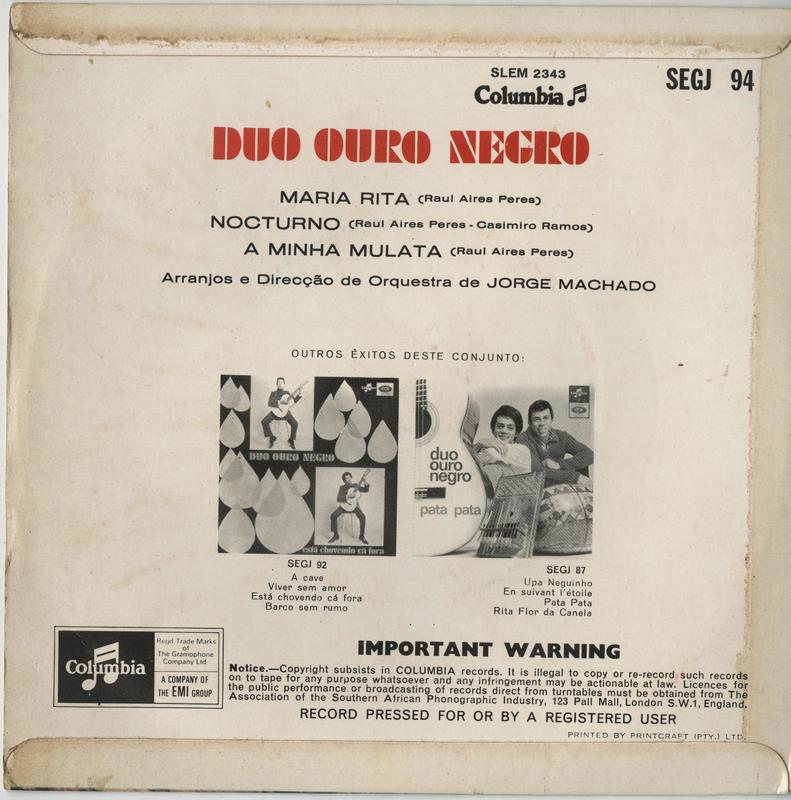 SLEM 2343
SEGJ 94
Columbia
DUO OURO NEGRO
MARIA RITA (Raul Aires Peres)
NOCTURNO (Raul Aires Peres - Casimiro Ramos)
A MINHA MULATA (Raul Aires Peres)
Arranjos e Direcção de Orquestra de JORGE MACHADO
OUTROS ÊXITOS DESTE CONJUNTO:
DUO OURO NEGRO
está chovendo cá fora
duo
ouro
negro
pata pata
SEGJ 92
A cave
Viver sem amor
Está chovendo cá fora
Barco sem rumo
SEGJ 87
Upa Neguinho
En suivant l'étoile
Pata Pata
Rita Flor da Canela
Columbia
Regd. Trade Marks
of
The Gramophone
Company Ltd.
A COMPANY OF
THE EMI GROUP
IMPORTANT WARNING
Notice.—Copyright subsists in COLUMBIA records. It is illegal to copy or re-record such records
on to tape for any purpose whatsoever and any infringement may be actionable at law. Licences for
the public performance or broadcasting of records direct from turntables must be obtained from The
Association of the Southern African Phonographic Industry, 123 Pall Mall, London S.W.1, England.
RECORD PRESSED FOR OR BY A REGISTERED USER
PRINTED BY PRINTCRAFT (PTY.) LTD.